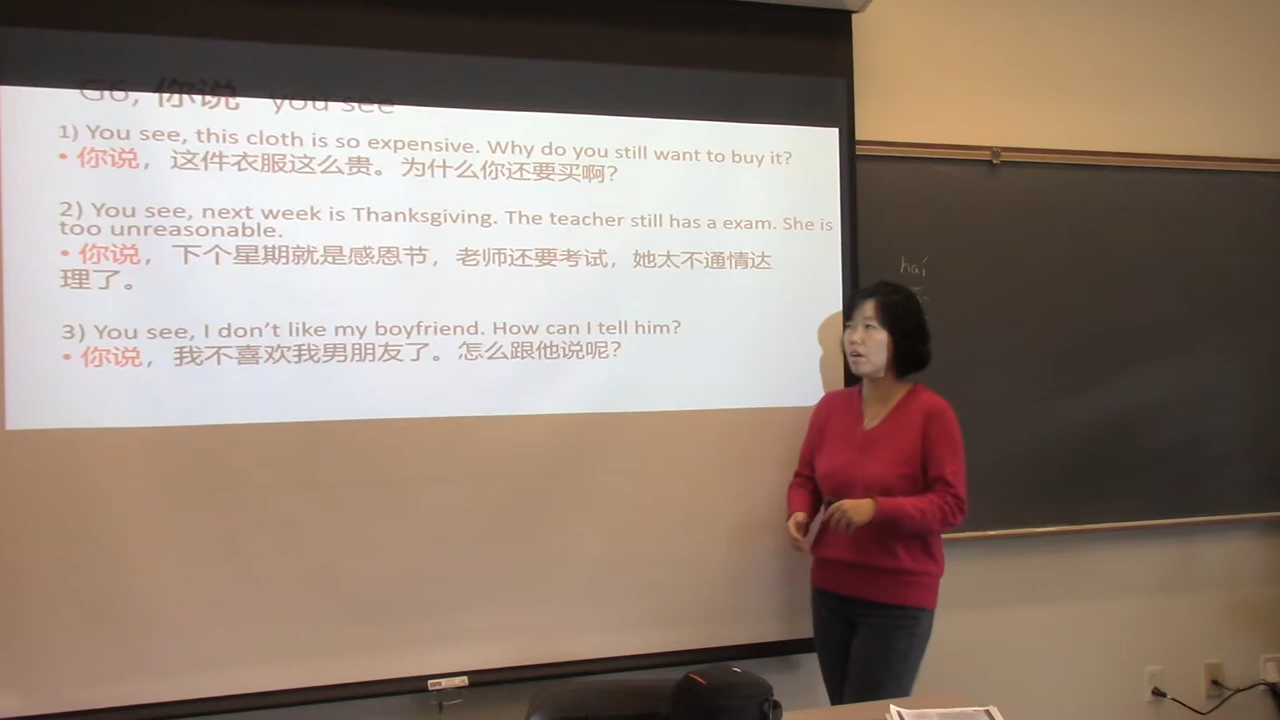 G6, 你说 you see
1) You see, this cloth is so expensive. Why do you still want to buy it?
• 你说，这件衣服这么贵。为什么你还要买啊？
2) You see, next week is Thanksgiving. The teacher still has a exam. She is
too unreasonable.
• 你说，下个星期就是感恩节，老师还要考试，她太不通情达
理了。
3) You see, I don't like my boyfriend. How can I tell him?
• 你说，我不喜欢我男朋友了。怎么跟他说呢？
haí